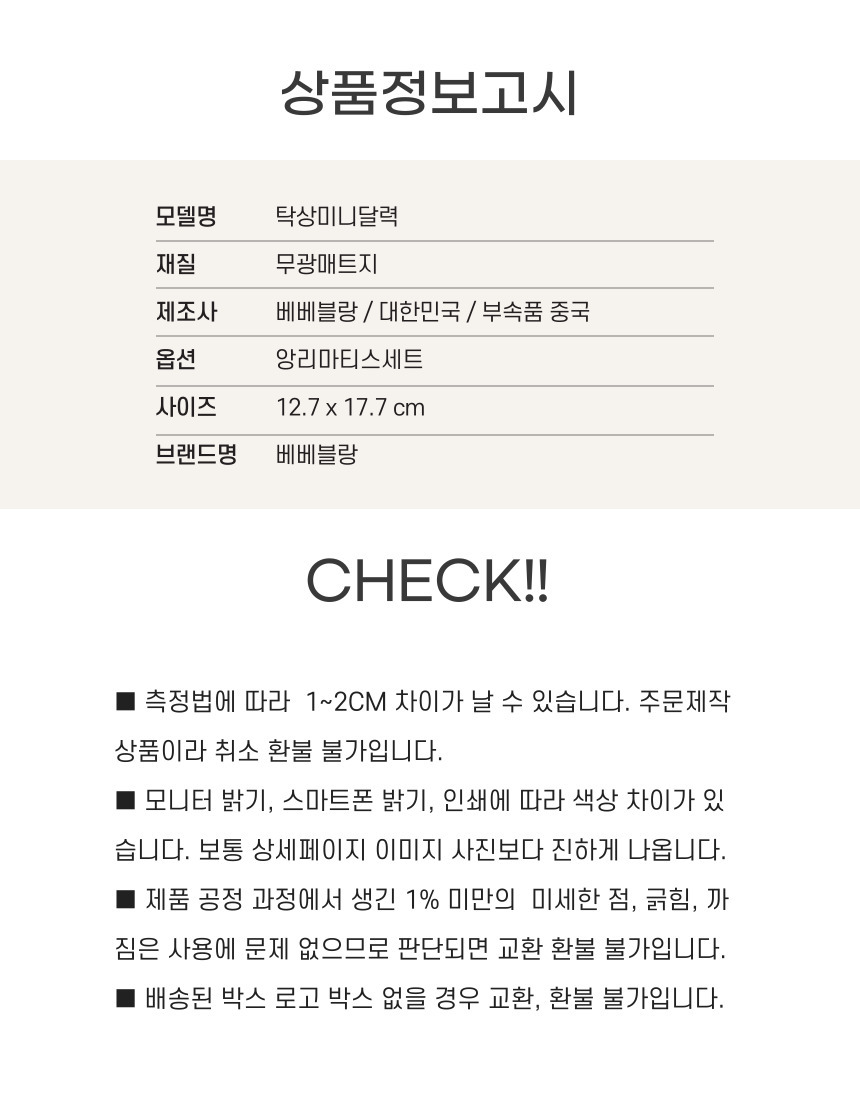 상품정보고시
모델명 탁상미니달력
재질 무광매트지
제조사 베베블랑 / 대한민국 / 부속품 중국
옵션 앙리마티스세트
사이즈 12.7 x 17.7 cm
브랜드명 베베블랑
CHECK!!
■ 측정법에 따라 1~2CM 차이가 날 수 있습니다. 주문제작
상품이라 취소 환불 불가입니다.
■ 모니터 밝기, 스마트폰 밝기, 인쇄에 따라 색상 차이가 있
습니다. 보통 상세페이지 이미지 사진보다 진하게 나옵니다.
■ 제품 공정 과정에서 생긴 1% 미만의 미세한 점, 긁힘, 까
짐은 사용에 문제 없으므로 판단되면 교환 환불 불가입니다.
■ 배송된 박스 로고 박스 없을 경우 교환, 환불 불가입니다.